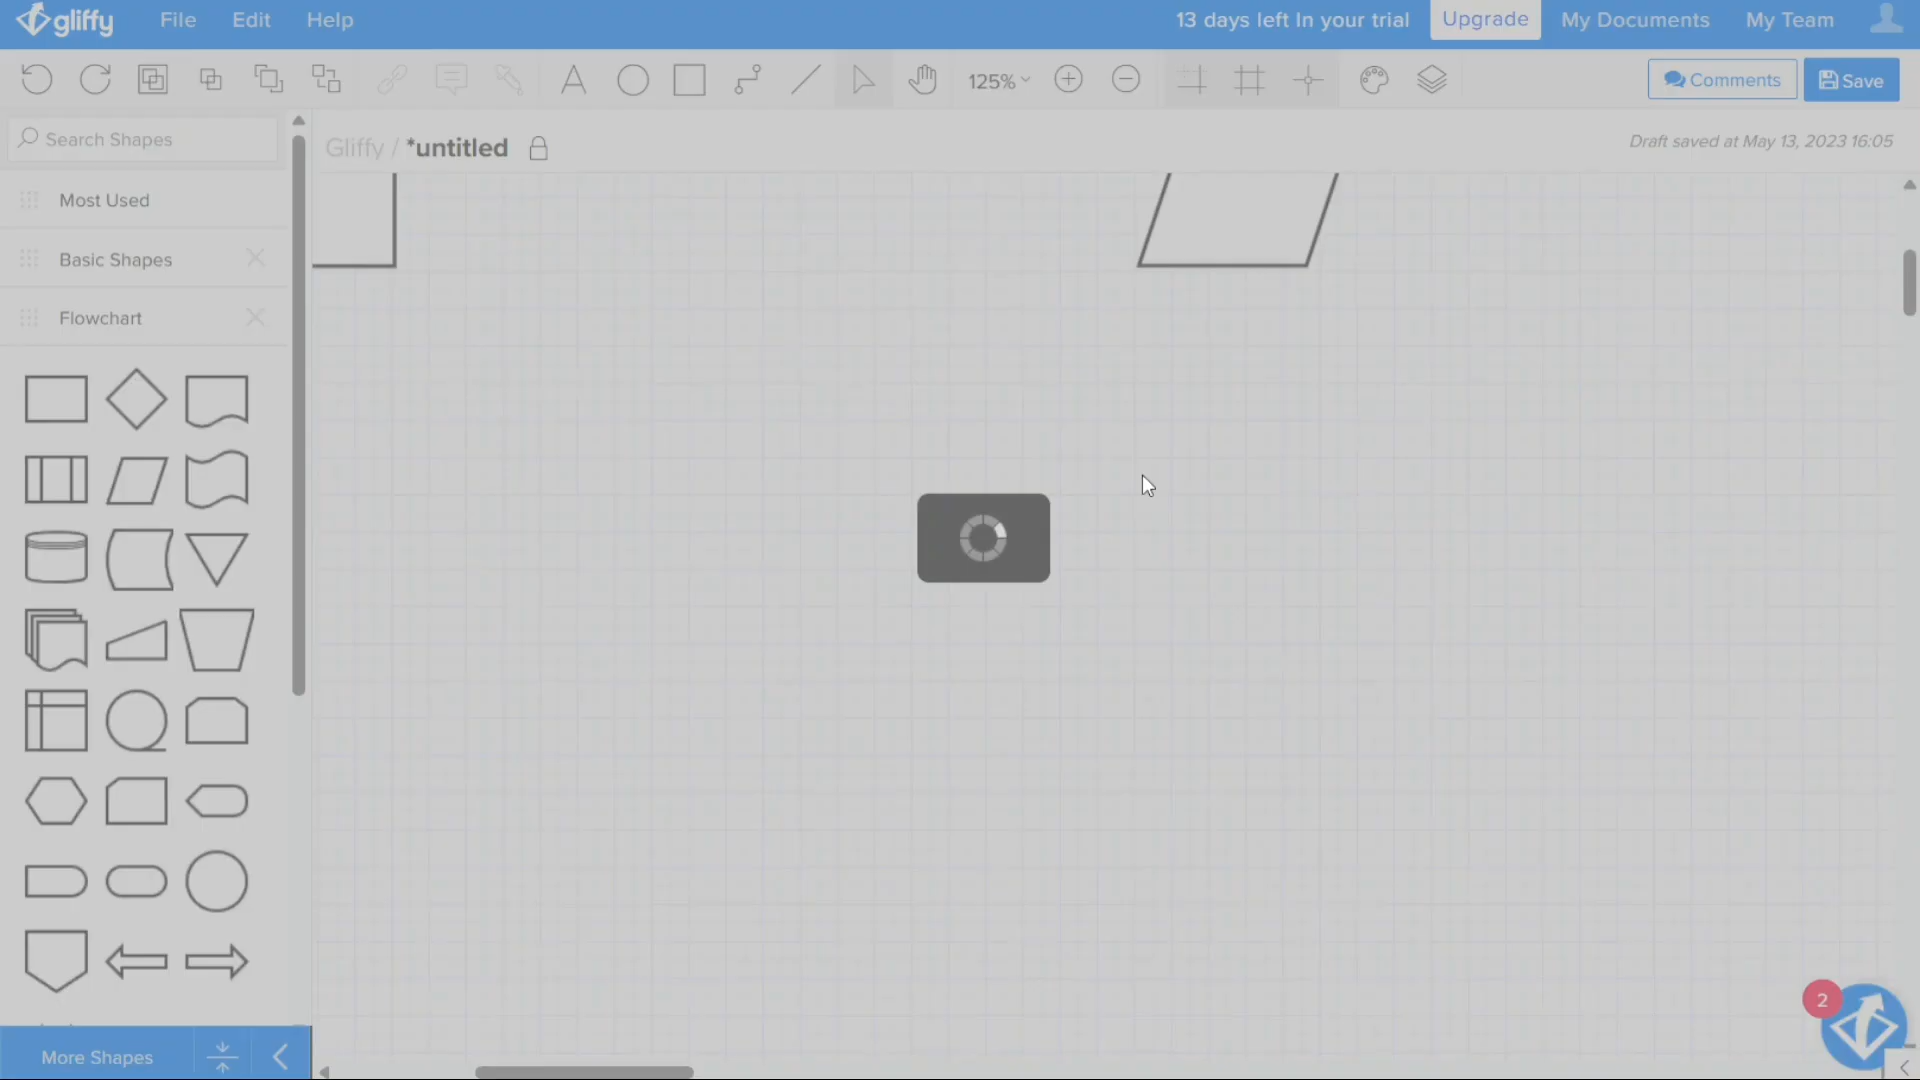 gliffy File Edit Help 13 days left In your trial Upgrade My Documents My Team
A 125% Comments Save
Search Shapes
Gliffy / *untitled Draft saved at May 13, 2023 16:05
Most Used
Basic Shapes
Flowchart
2
More Shapes